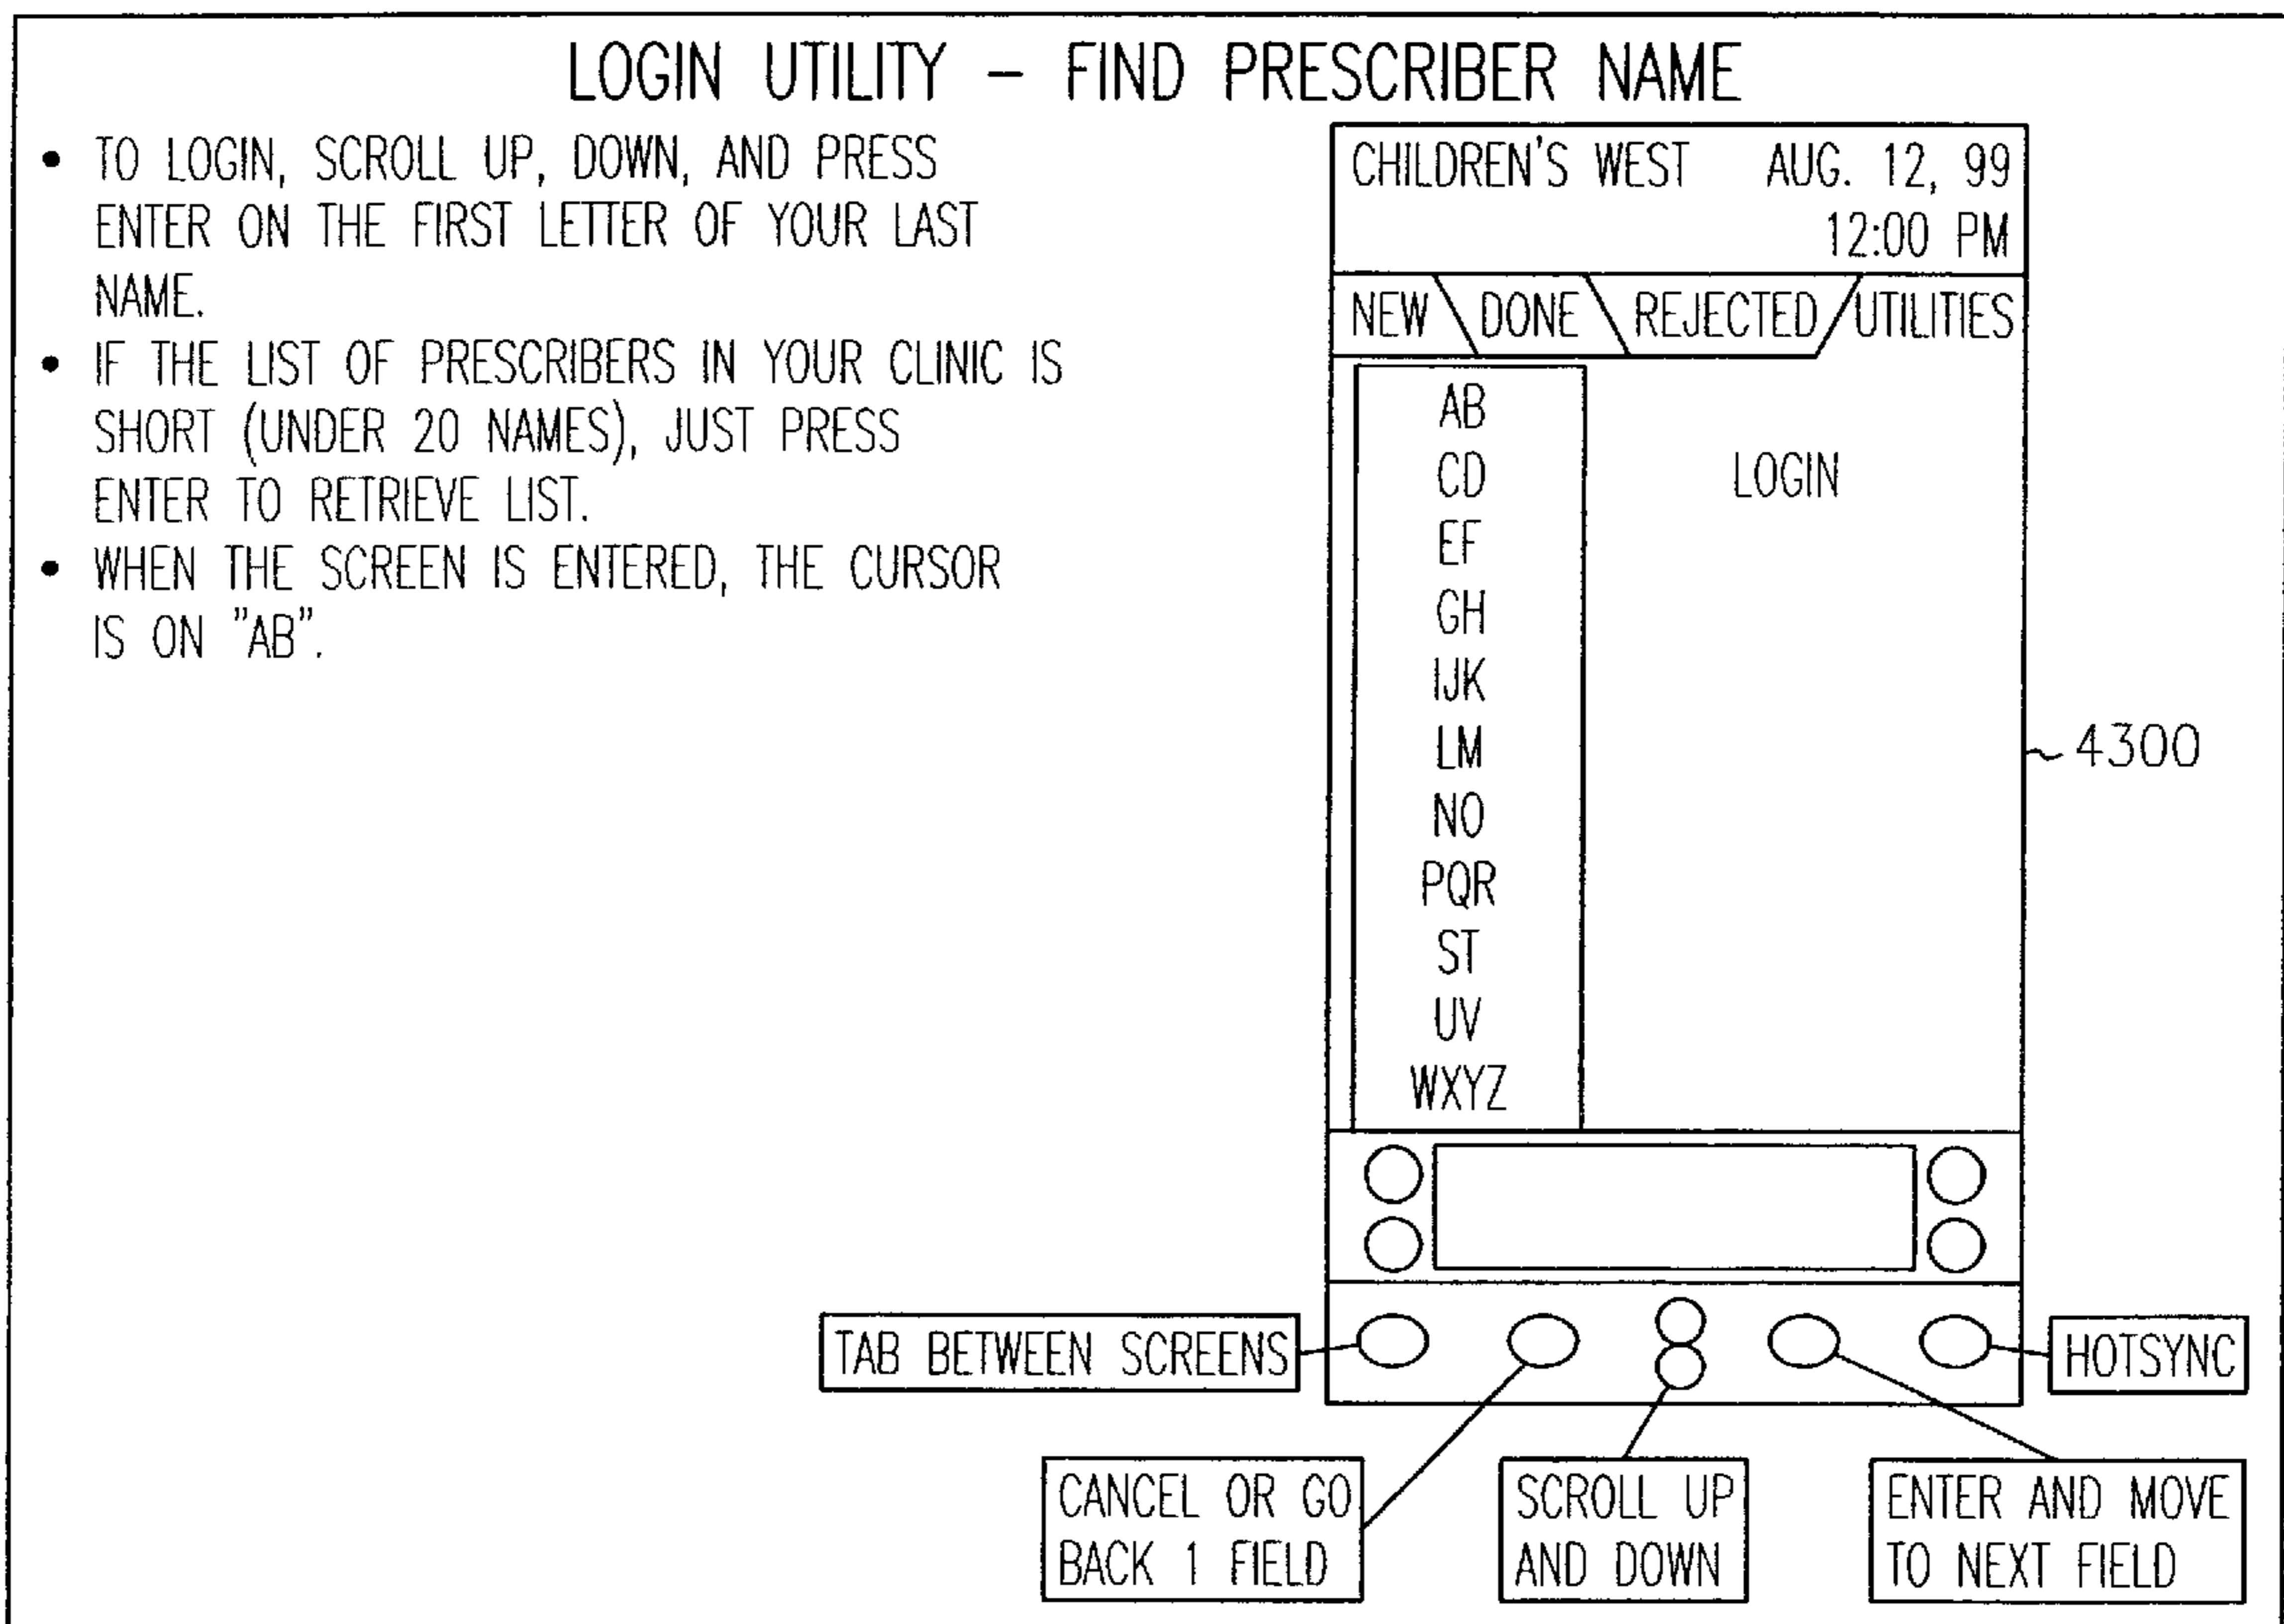 LOGIN UTILITY – FIND PRESCRIBER NAME
• TO LOGIN, SCROLL UP, DOWN, AND PRESS
ENTER ON THE FIRST LETTER OF YOUR LAST
NAME.
• IF THE LIST OF PRESCRIBERS IN YOUR CLINIC IS
SHORT (UNDER 20 NAMES), JUST PRESS
ENTER TO RETRIEVE LIST.
• WHEN THE SCREEN IS ENTERED, THE CURSOR
IS ON "AB".
CHILDREN'S WEST AUG. 12, 99
12:00 PM
NEW DONE REJECTED UTILITIES
AB
CD
EF
GH
IJK
LM
NO
PQR
ST
UV
WXYZ
LOGIN
4300
TAB BETWEEN SCREENS
HOTSYNC
CANCEL OR GO
BACK 1 FIELD
SCROLL UP
AND DOWN
ENTER AND MOVE
TO NEXT FIELD